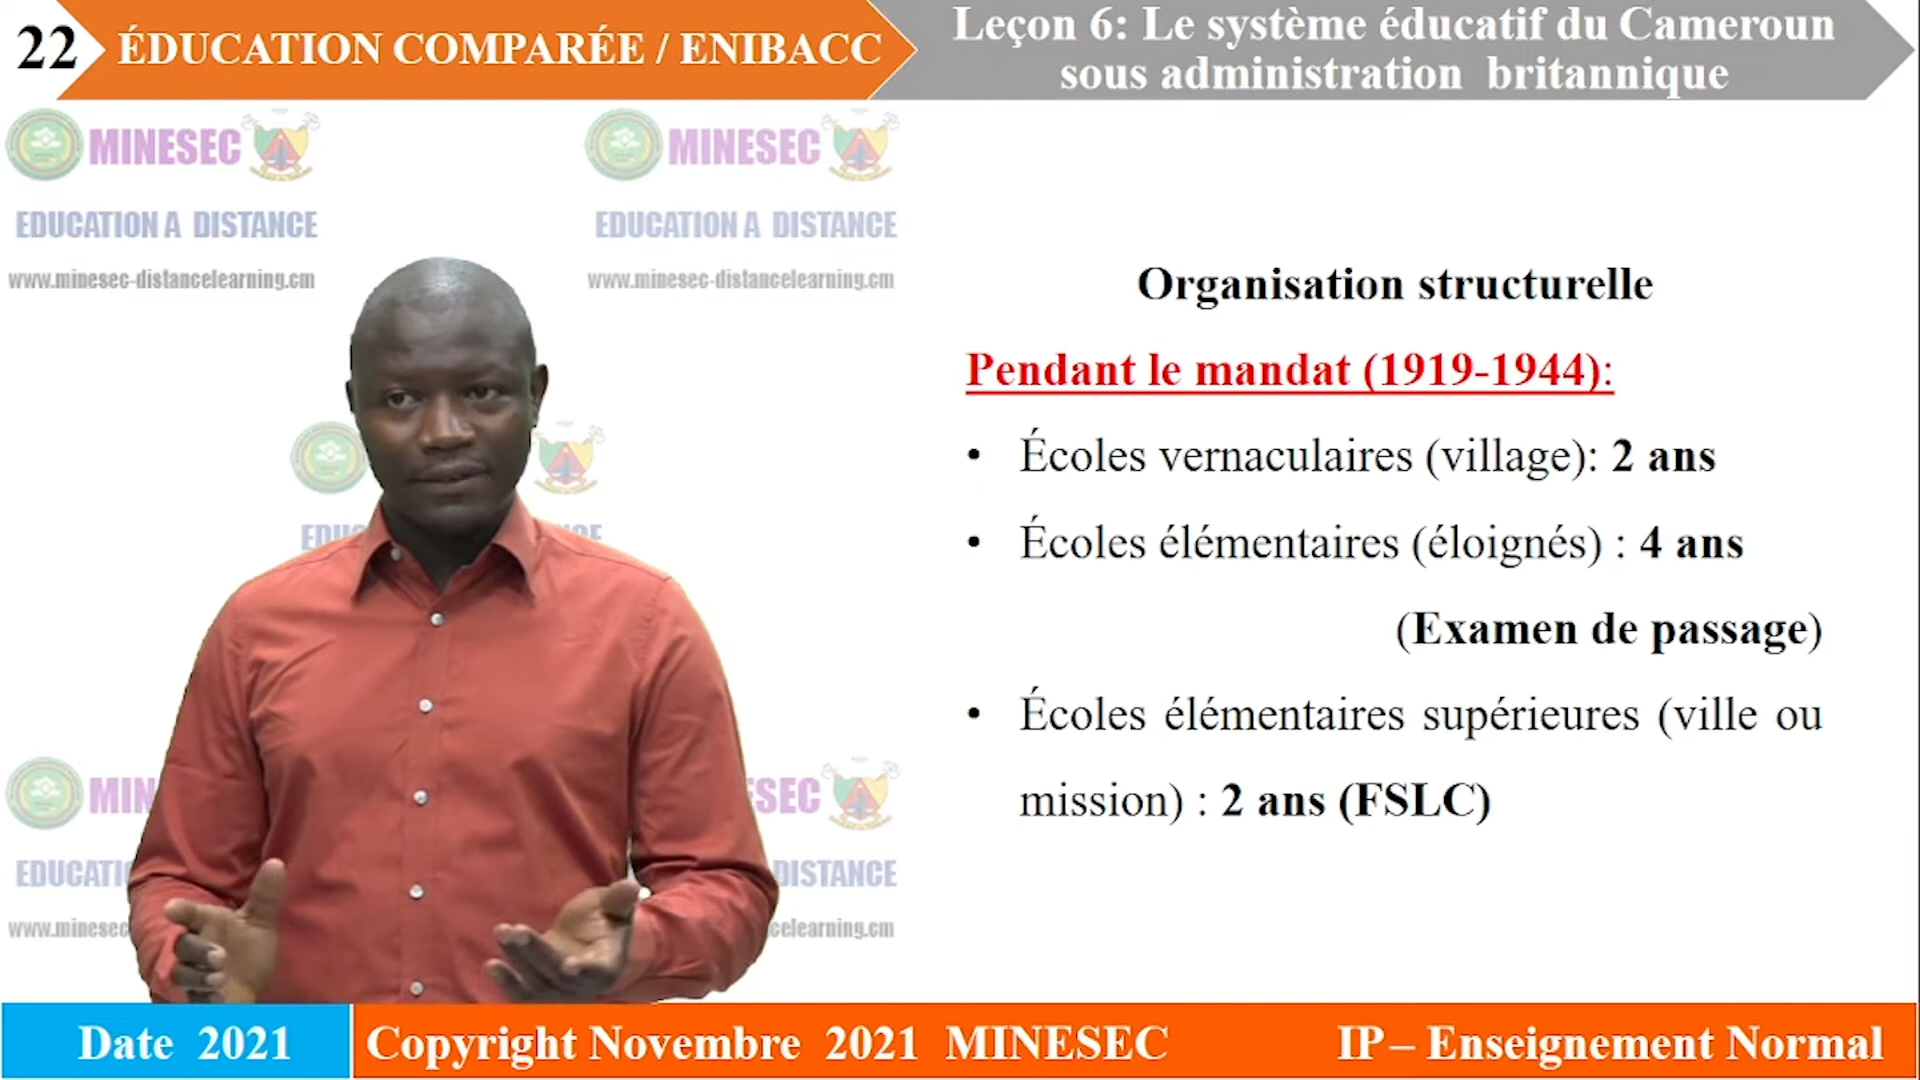 22
ÉDUCATION COMPARÉE / ENIBACC
Leçon 6: Le système éducatif du Cameroun
sous administration britannique
MINESEC
EDUCATION A DISTANCE
www.minesec-distancelearning.cm
MINESEC
EDUCATION A DISTANCE
www.minesec-distancelearning.cm
Organisation structurelle
Pendant le mandat (1919-1944):
• Écoles vernaculaires (village): 2 ans
• Écoles élémentaires (éloignés) : 4 ans
(Examen de passage)
• Écoles élémentaires supérieures (ville ou
mission) : 2 ans (FSLC)
Date 2021
Copyright Novembre 2021 MINESEC
IP – Enseignement Normal